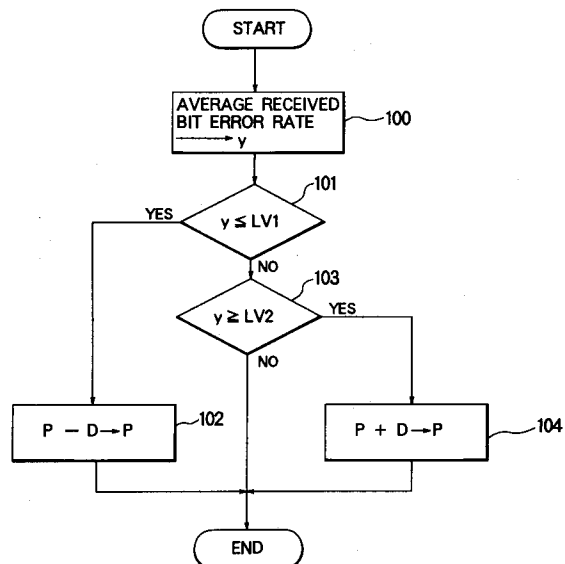 START
AVERAGE RECEIVED
BIT ERROR RATE
⟶ y
100
101
YES
y ≦ LV1
NO
103
y ≧ LV2
YES
NO
P − D→P
102
P + D→P
104
END